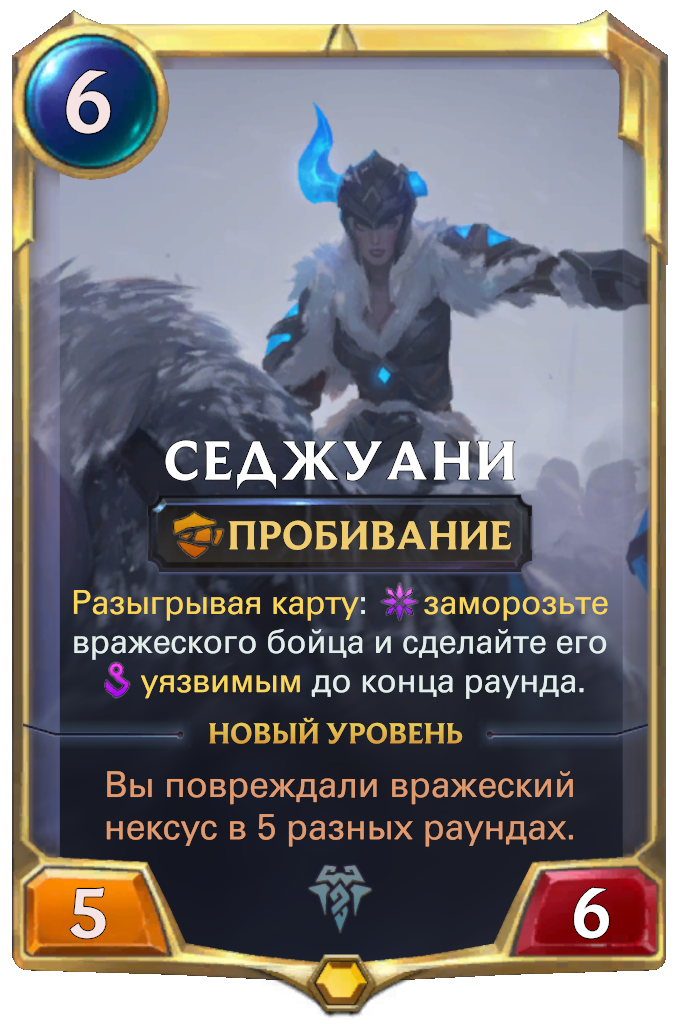 6
СЕДЖУАНИ
ПРОБИВАНИЕ
Разыгрывая карту: заморозьте
вражеского бойца и сделайте его
уязвимым до конца раунда.
НОВЫЙ УРОВЕНЬ
Вы повреждали вражеский
нексус в 5 разных раундах.
5
6